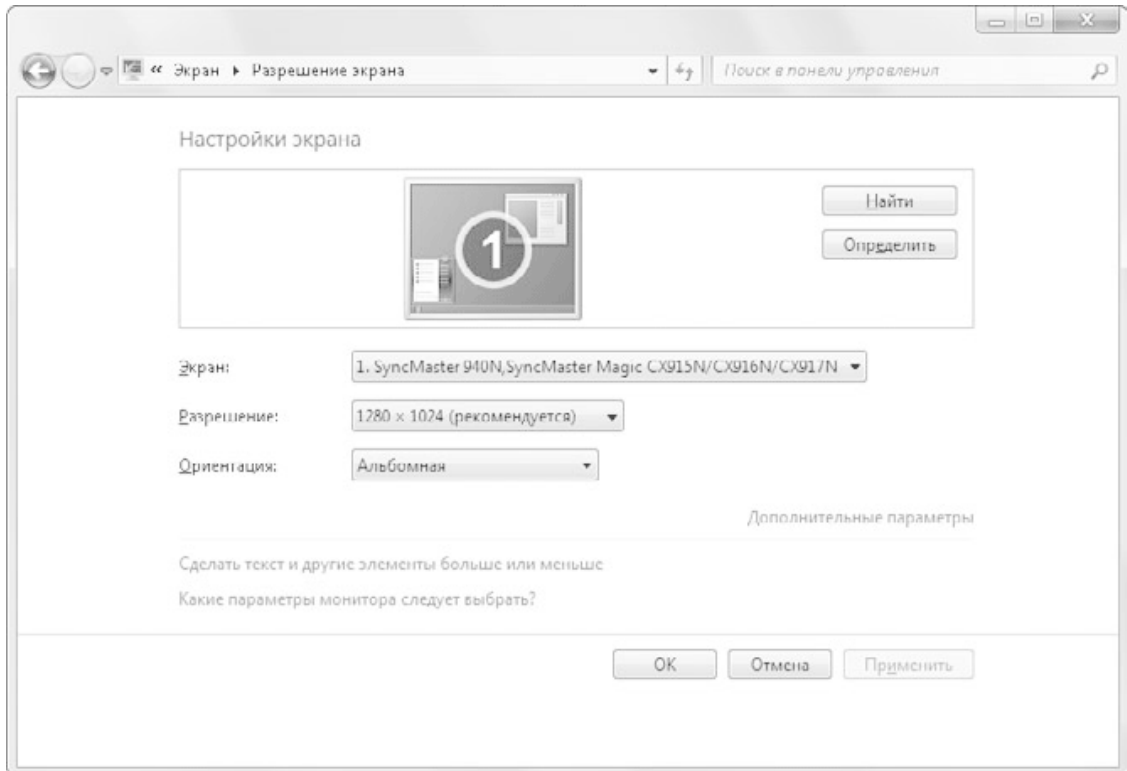 « Экран ▸ Разрешение экрана Поиск в панели управления
Настройки экрана
1
Найти
Определить
Экран: 1. SyncMaster 940N,SyncMaster Magic CX915N/CX916N/CX917N
Разрешение: 1280 × 1024 (рекомендуется)
Ориентация: Альбомная
Дополнительные параметры
Сделать текст и другие элементы больше или меньше
Какие параметры монитора следует выбрать?
OK Отмена Применить